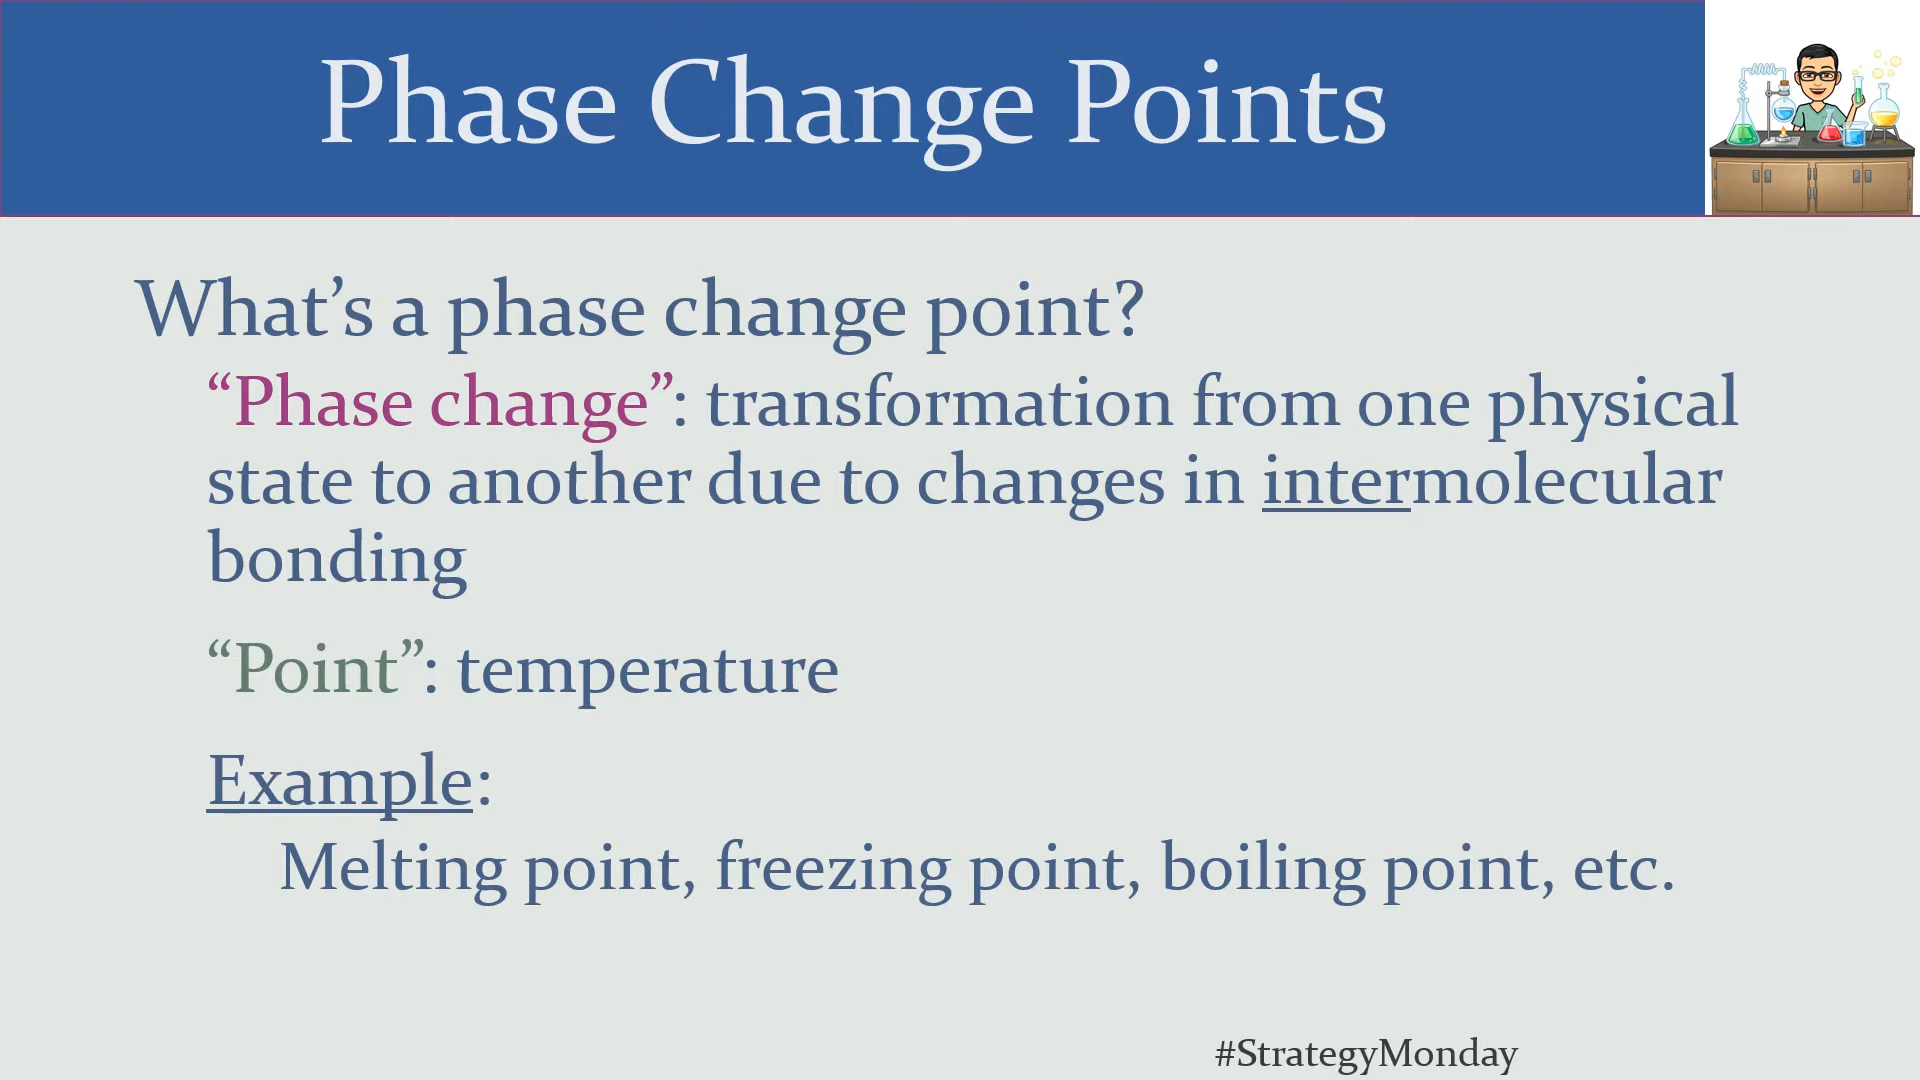 Phase Change Points
What’s a phase change point?
“Phase change”: transformation from one physical
state to another due to changes in intermolecular
bonding
“Point”: temperature
Example:
Melting point, freezing point, boiling point, etc.
#StrategyMonday